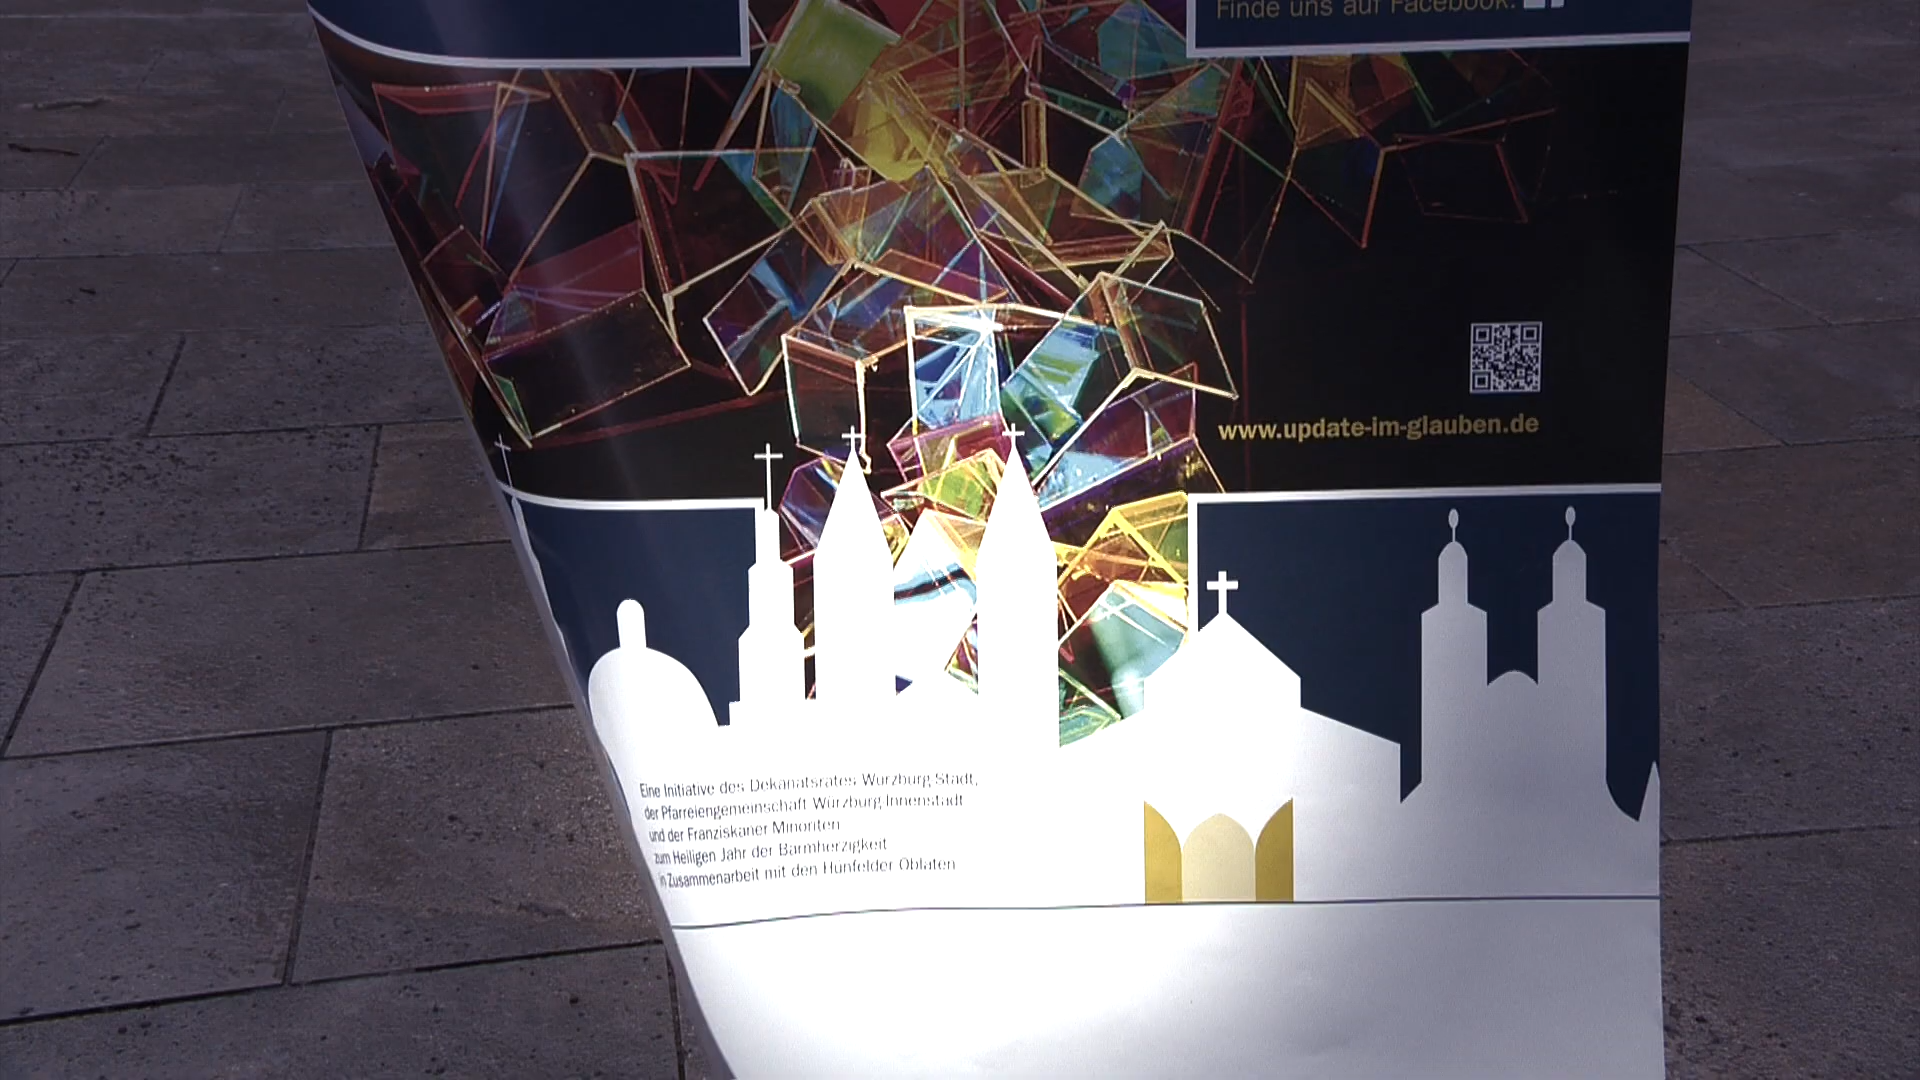 Finde uns auf Facebook:
www.update-im-glauben.de
Eine Initiative des Dekanatsrates Würzburg-Stadt,
der Pfarreiengemeinschaft Würzburg-Innenstadt
und der Franziskaner Minoriten
zum Heiligen Jahr der Barmherzigkeit
in Zusammenarbeit mit den Hünfelder Oblaten